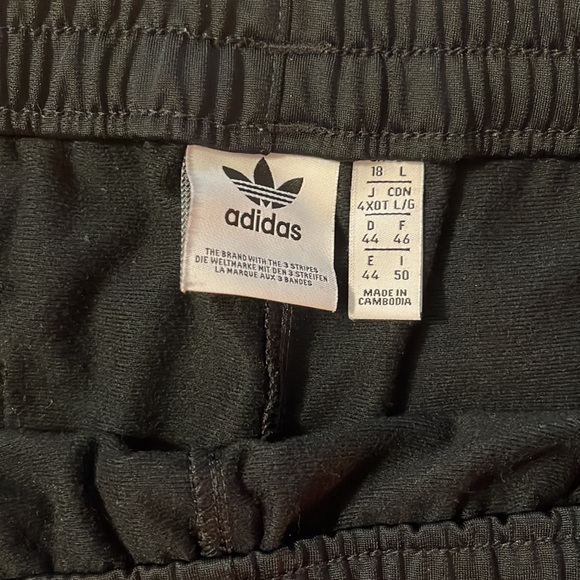 adidas
THE BRAND WITH THE 3 STRIPES
DIE WELTMARKE MIT DEN 3 STREIFEN
LA MARQUE AUX 3 BANDES
18 L
J CDN
4XOT L/G
D F
44 46
E I
44 50
MADE IN
CAMBODIA